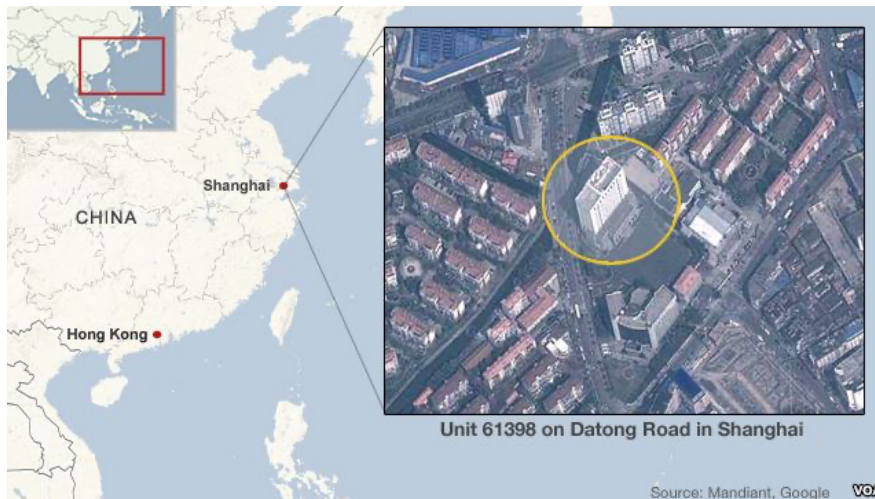 Shanghai
CHINA
Hong Kong
Unit 61398 on Datong Road in Shanghai
Source: Mandiant, Google
VOA